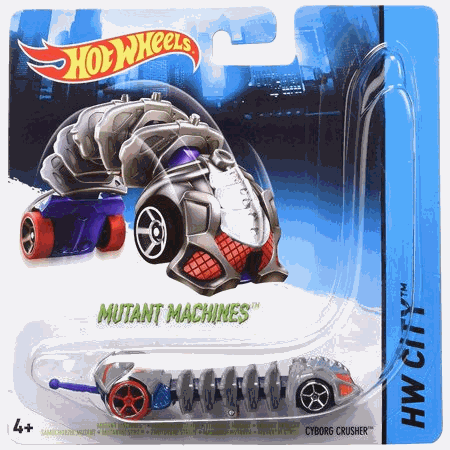 HOT WHEELS
MUTANT MACHINES™
HW CITY™
4+
CYBORG CRUSHER™